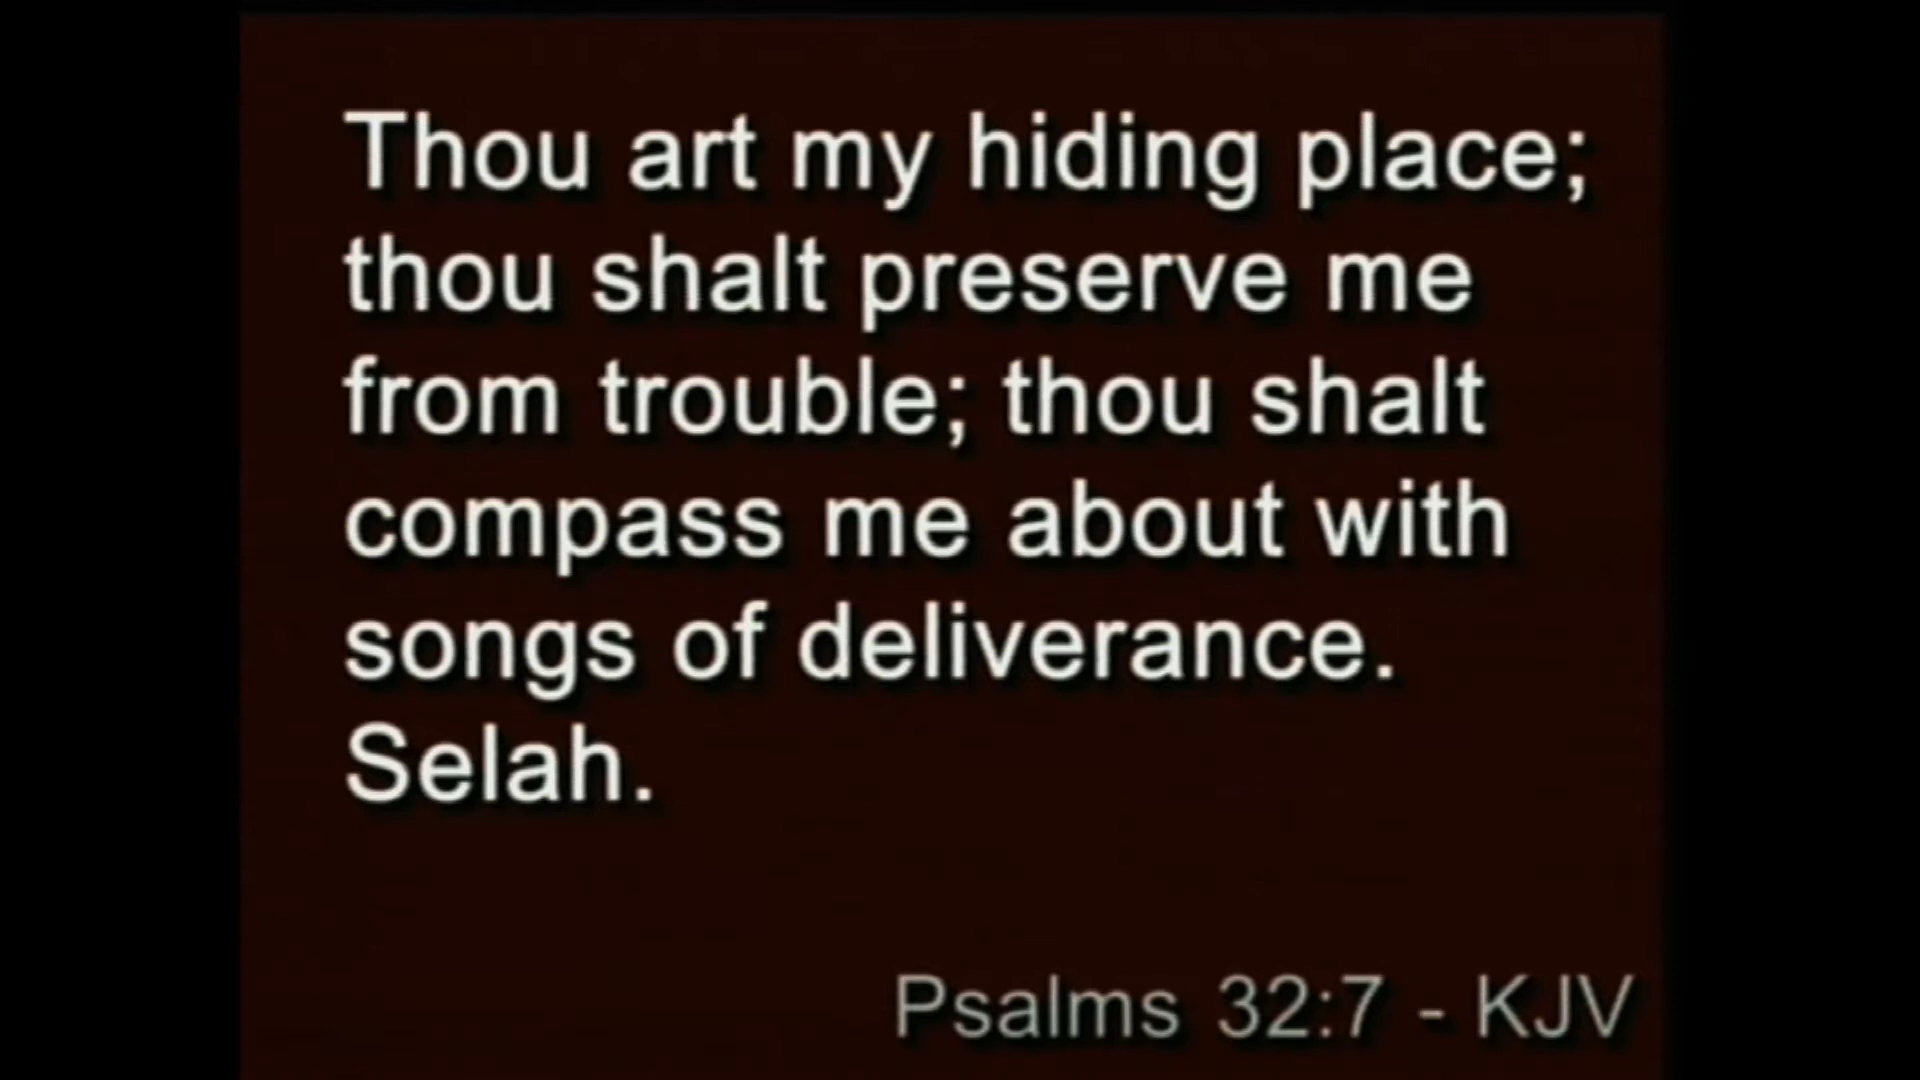 Thou art my hiding place;
thou shalt preserve me
from trouble; thou shalt
compass me about with
songs of deliverance.
Selah.
Psalms 32:7 - KJV